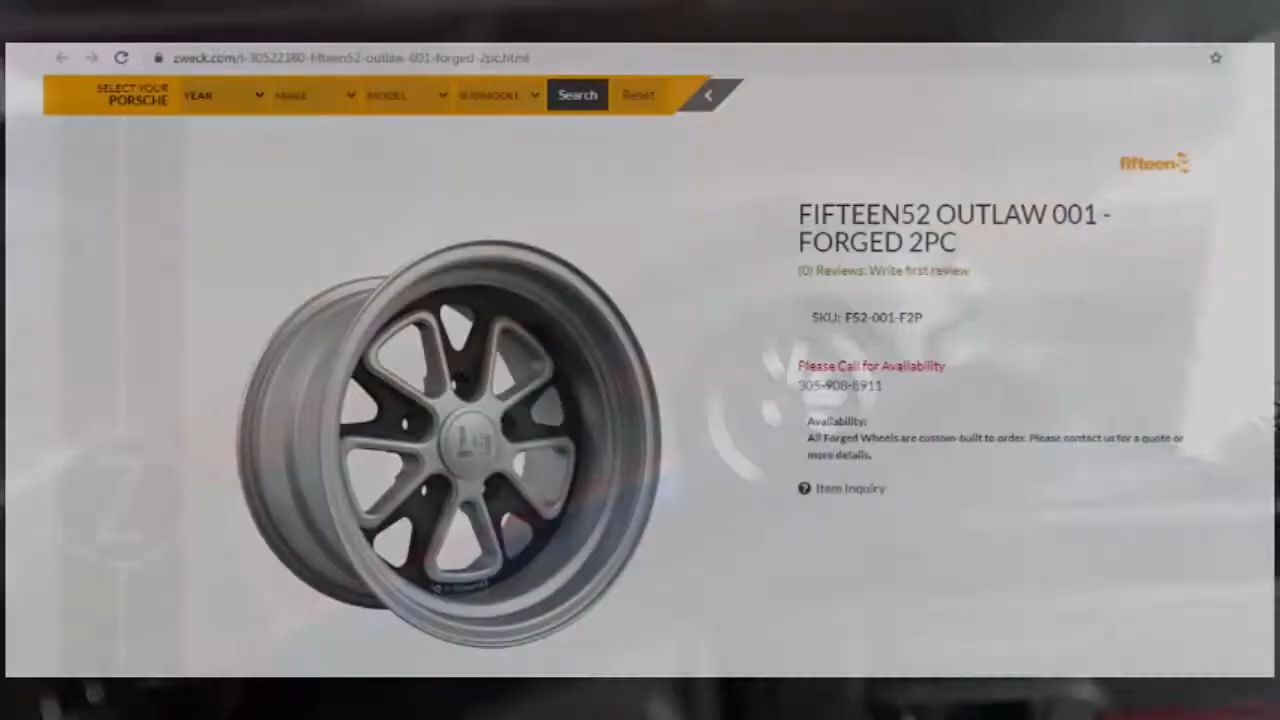 zweck.com/i-30522380-fifteen52-outlaw-001-forged-2pc.html
SELECT YOUR
PORSCHE
YEAR
MAKE
MODEL
SUBMODEL
Search
Reset
fifteen52
FIFTEEN52 OUTLAW 001 -
FORGED 2PC
(0) Reviews: Write first review
SKU: F52-001-F2P
Please Call for Availability
305-908-8911
Availability:
All Forged Wheels are custom-built to order. Please contact us for a quote or
more details.
Item Inquiry